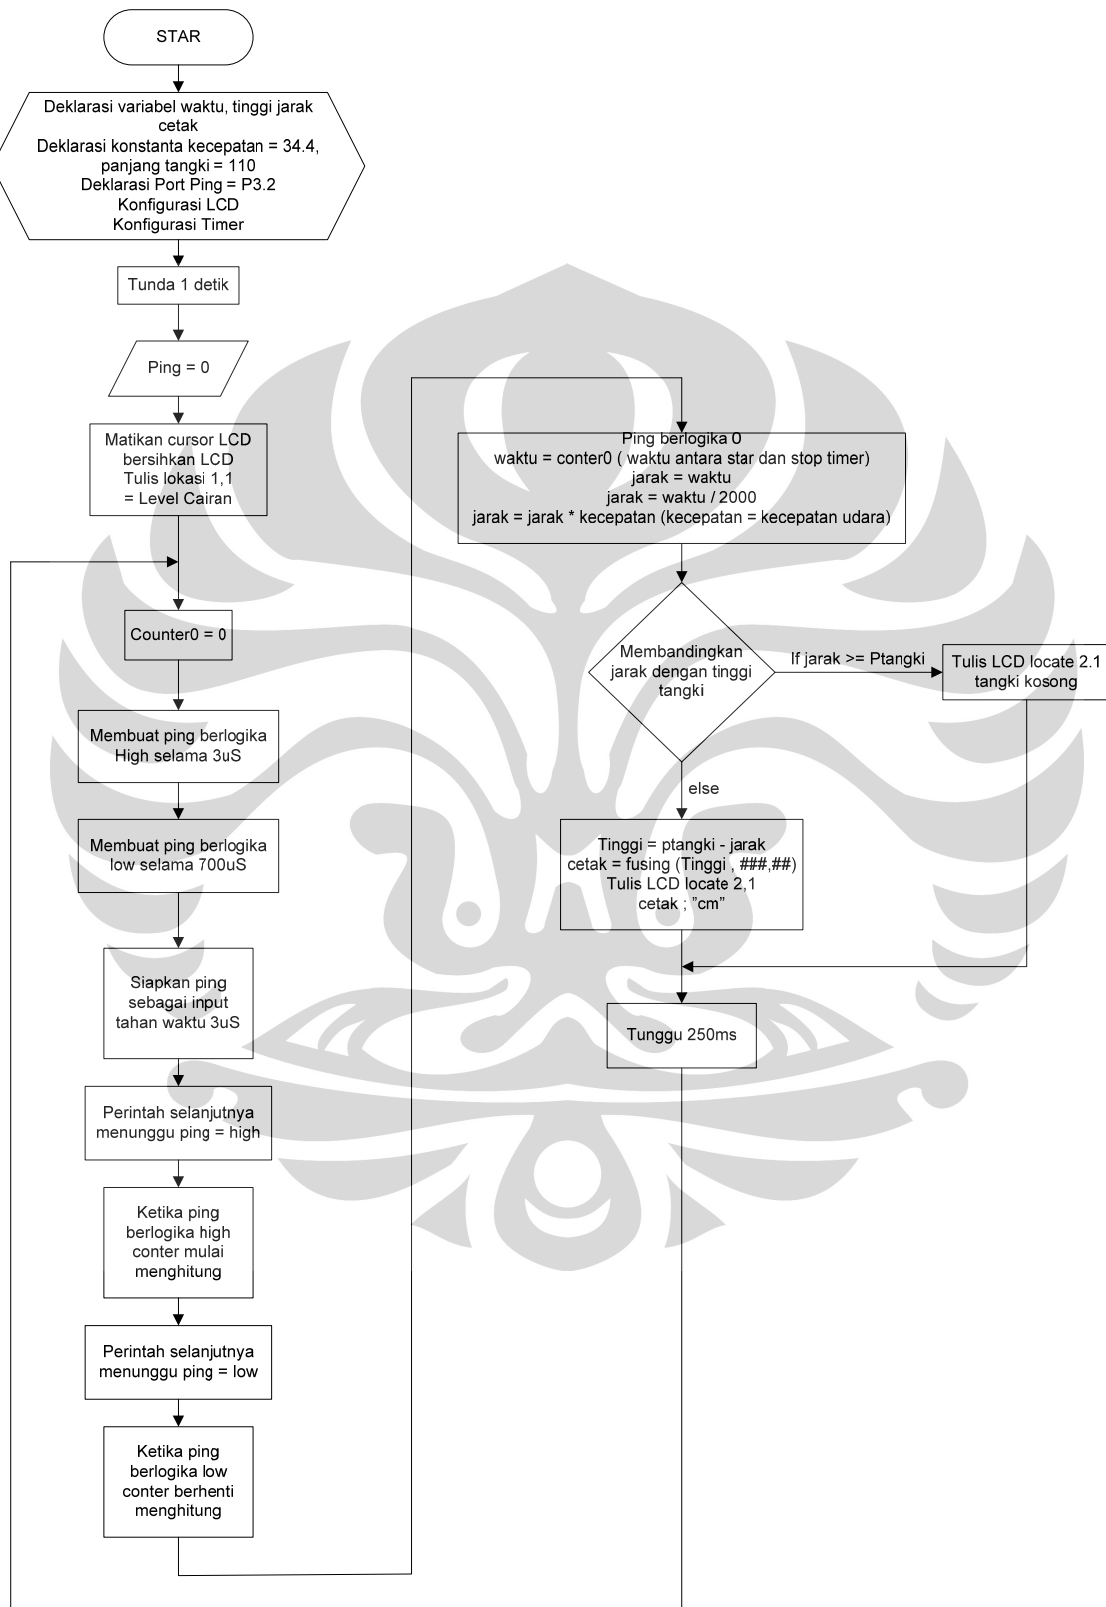 STAR
Deklarasi variabel waktu, tinggi jarak
cetak
Deklarasi konstanta kecepatan = 34.4,
panjang tangki = 110
Deklarasi Port Ping = P3.2
Konfigurasi LCD
Konfigurasi Timer
Tunda 1 detik
Ping = 0
Matikan cursor LCD
bersihkan LCD
Tulis lokasi 1,1
= Level Cairan
Counter0 = 0
Membuat ping berlogika
High selama 3uS
Membuat ping berlogika
low selama 700uS
Siapkan ping
sebagai input
tahan waktu 3uS
Perintah selanjutnya
menunggu ping = high
Ketika ping
berlogika high
conter mulai
menghitung
Perintah selanjutnya
menunggu ping = low
Ketika ping
berlogika low
conter berhenti
menghitung
Ping berlogika 0
waktu = conter0 ( waktu antara star dan stop timer)
jarak = waktu
jarak = waktu / 2000
jarak = jarak * kecepatan (kecepatan = kecepatan udara)
Membandingkan
jarak dengan tinggi
tangki
If jarak >= Ptangki
Tulis LCD locate 2.1
tangki kosong
else
Tinggi = ptangki - jarak
cetak = fusing (Tinggi , ###,##)
Tulis LCD locate 2,1
cetak ; ”cm”
Tunggu 250ms